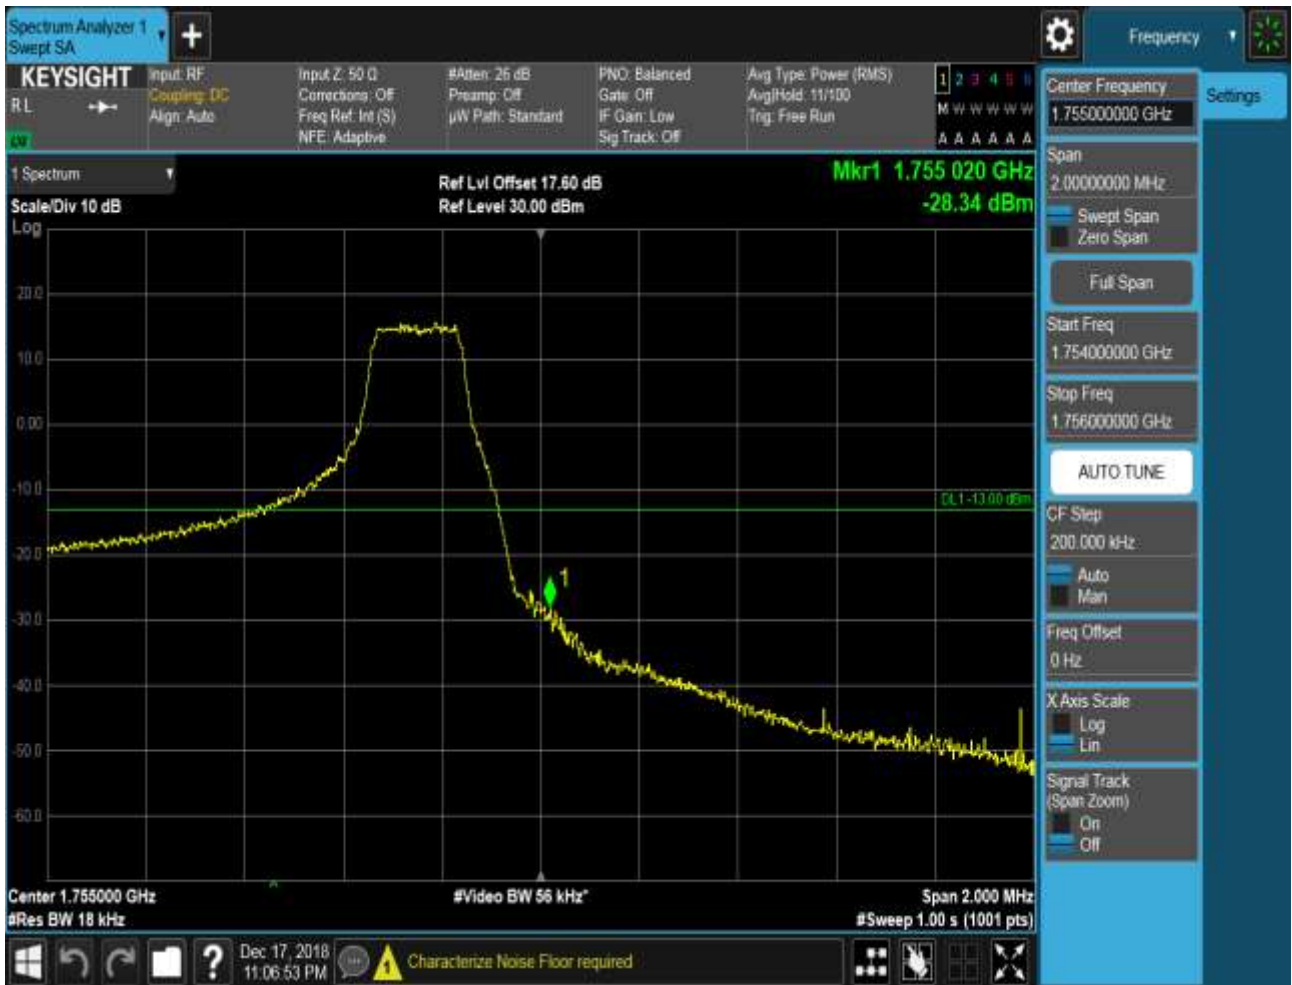 Spectrum Analyzer 1
Swept SA
Frequency
KEYSIGHT
R L
Input: RF
Coupling: DC
Align: Auto
Input Z: 50 Ω
Corrections: Off
Freq Ref: Int (S)
NFE: Adaptive
#Atten: 26 dB
Preamp: Off
µW Path: Standard
PNO: Balanced
Gate: Off
IF Gain: Low
Sig Track: Off
Avg Type: Power (RMS)
Avg|Hold: 11/100
Trig: Free Run
1 2 3 4 5 6
M W W W W W
A A A A A A
1 Spectrum
Scale/Div 10 dB
Log
Ref Lvl Offset 17.60 dB
Ref Level 30.00 dBm
Mkr1 1.755 020 GHz
-28.34 dBm
20.0
10.0
0.00
-10.0
-20.0
-30.0
-40.0
-50.0
-60.0
DL1 -13.00 dBm
1
Center 1.755000 GHz
#Res BW 18 kHz
#Video BW 56 kHz*
Span 2.000 MHz
#Sweep 1.00 s (1001 pts)
Center Frequency
1.755000000 GHz
Settings
Span
2.00000000 MHz
Swept Span
Zero Span
Full Span
Start Freq
1.754000000 GHz
Stop Freq
1.756000000 GHz
AUTO TUNE
CF Step
200.000 kHz
Auto
Man
Freq Offset
0 Hz
X Axis Scale
Log
Lin
Signal Track
(Span Zoom)
On
Off
?
Dec 17, 2018
11:06:53 PM
1
Characterize Noise Floor required